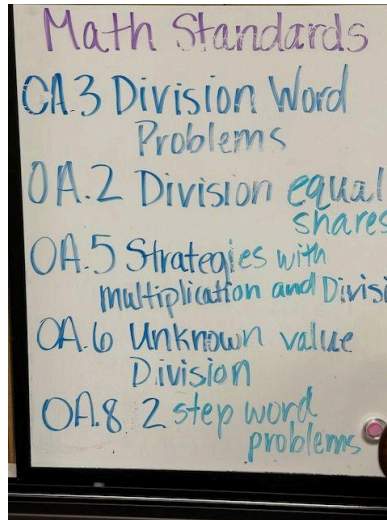 Math Standards
OA.3 Division Word
Problems
OA.2 Division equal
shares
OA.5 Strategies with
multiplication and Divisi
OA.6 Unknown value
Division
OA.8 2 step word
problems